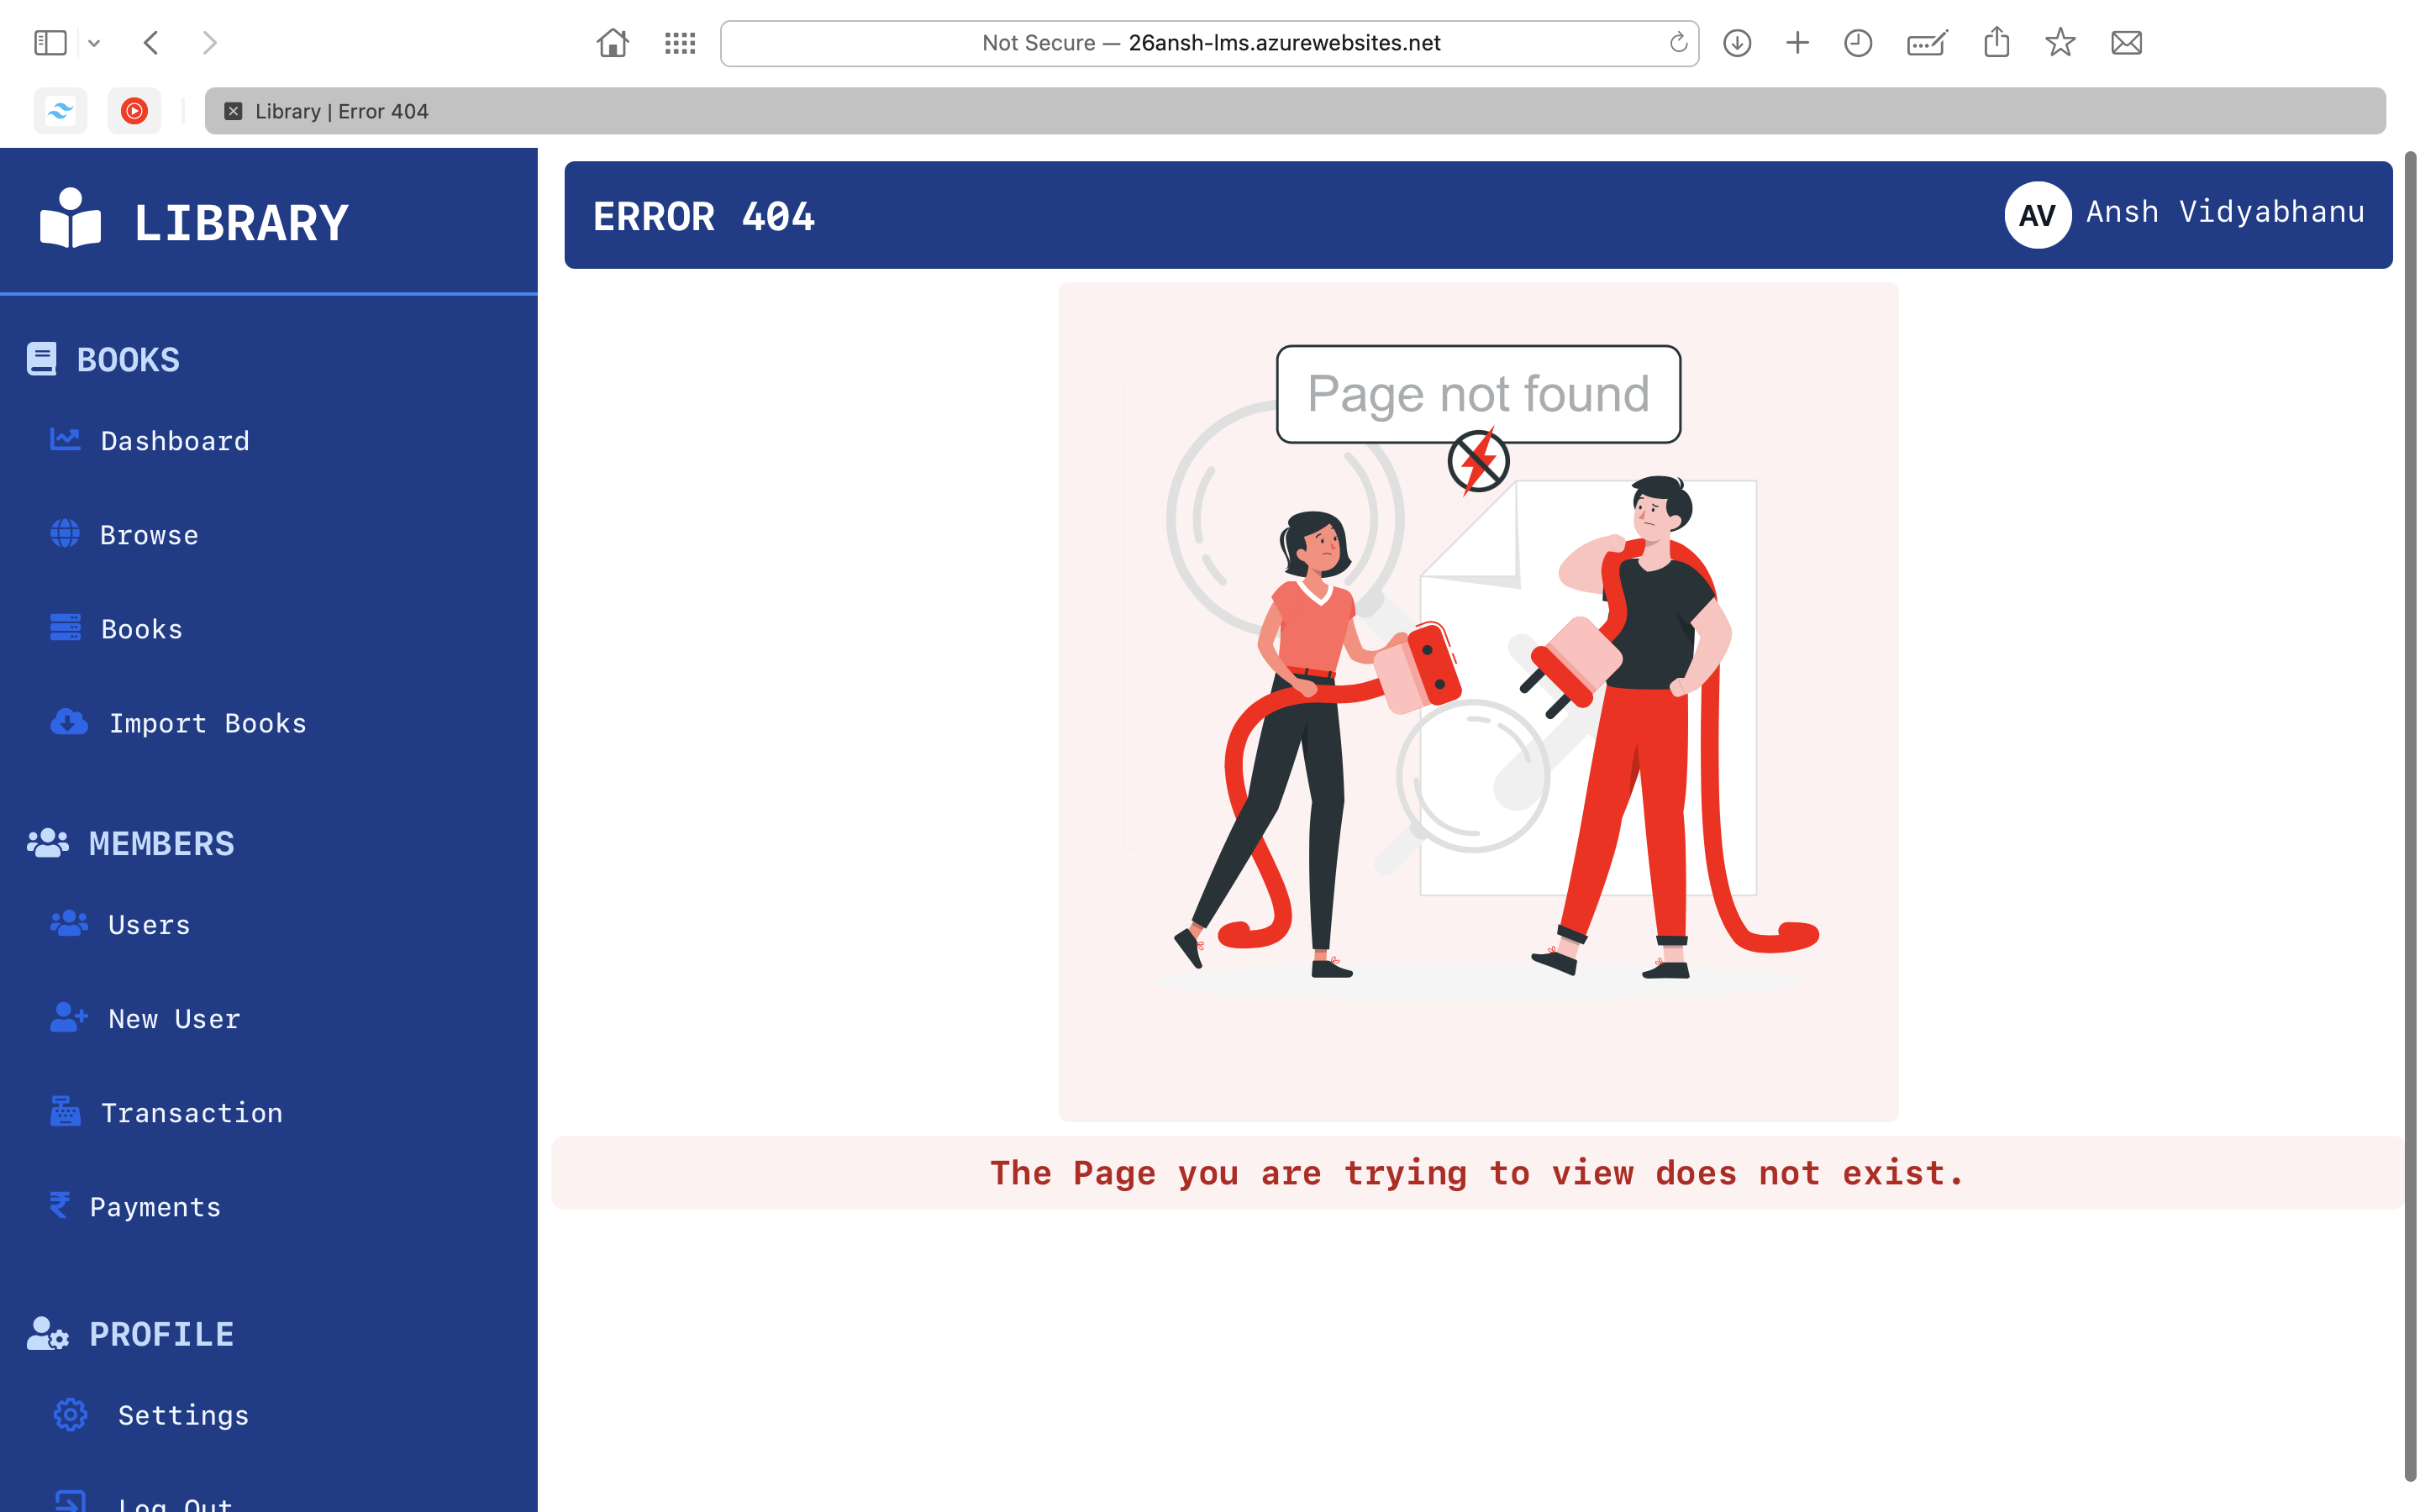 Not Secure — 26ansh-lms.azurewebsites.net
Library | Error 404
LIBRARY
ERROR 404
AV Ansh Vidyabhanu
BOOKS
Dashboard
Browse
Books
Import Books
MEMBERS
Users
New User
Transaction
Payments
PROFILE
Settings
Log Out
Page not found
The Page you are trying to view does not exist.